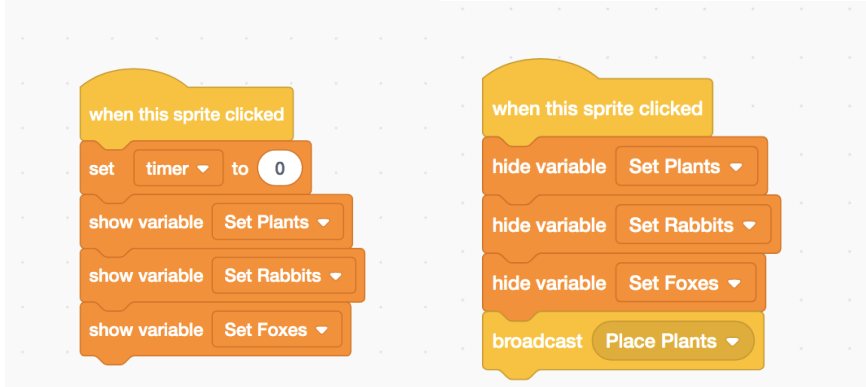 when this sprite clicked
set timer to 0
show variable Set Plants
show variable Set Rabbits
show variable Set Foxes
when this sprite clicked
hide variable Set Plants
hide variable Set Rabbits
hide variable Set Foxes
broadcast Place Plants